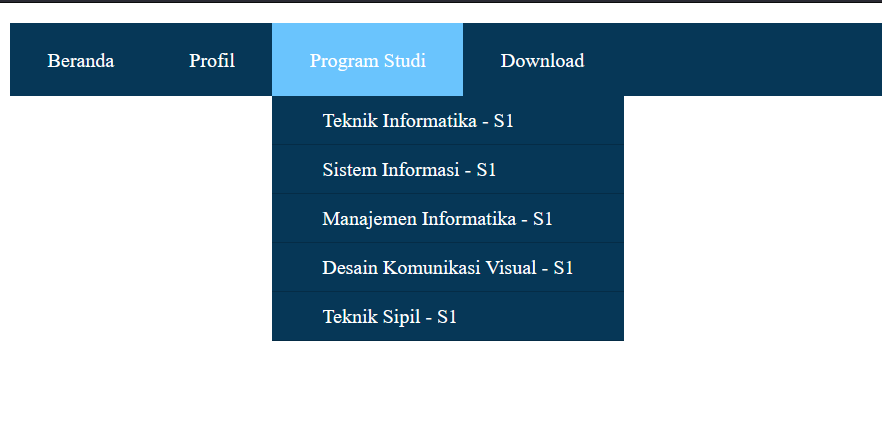 Beranda Profil Program Studi Download
Teknik Informatika - S1
Sistem Informasi - S1
Manajemen Informatika - S1
Desain Komunikasi Visual - S1
Teknik Sipil - S1